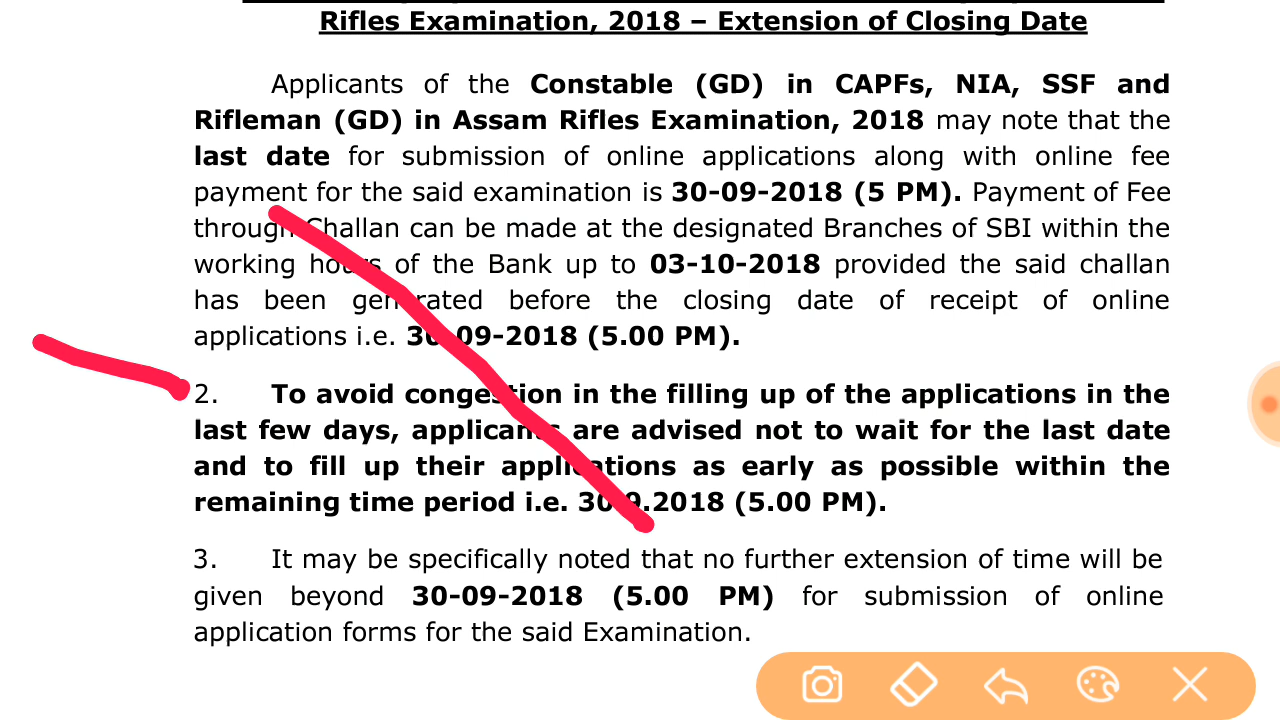 Rifles Examination, 2018 – Extension of Closing Date
Applicants of the Constable (GD) in CAPFs, NIA, SSF and
Rifleman (GD) in Assam Rifles Examination, 2018 may note that the
last date for submission of online applications along with online fee
payment for the said examination is 30-09-2018 (5 PM). Payment of Fee
through Challan can be made at the designated Branches of SBI within the
working hours of the Bank up to 03-10-2018 provided the said challan
has been generated before the closing date of receipt of online
applications i.e. 30-09-2018 (5.00 PM).
2. To avoid congestion in the filling up of the applications in the
last few days, applicants are advised not to wait for the last date
and to fill up their applications as early as possible within the
remaining time period i.e. 30.9.2018 (5.00 PM).
3. It may be specifically noted that no further extension of time will be
given beyond 30-09-2018 (5.00 PM) for submission of online
application forms for the said Examination.